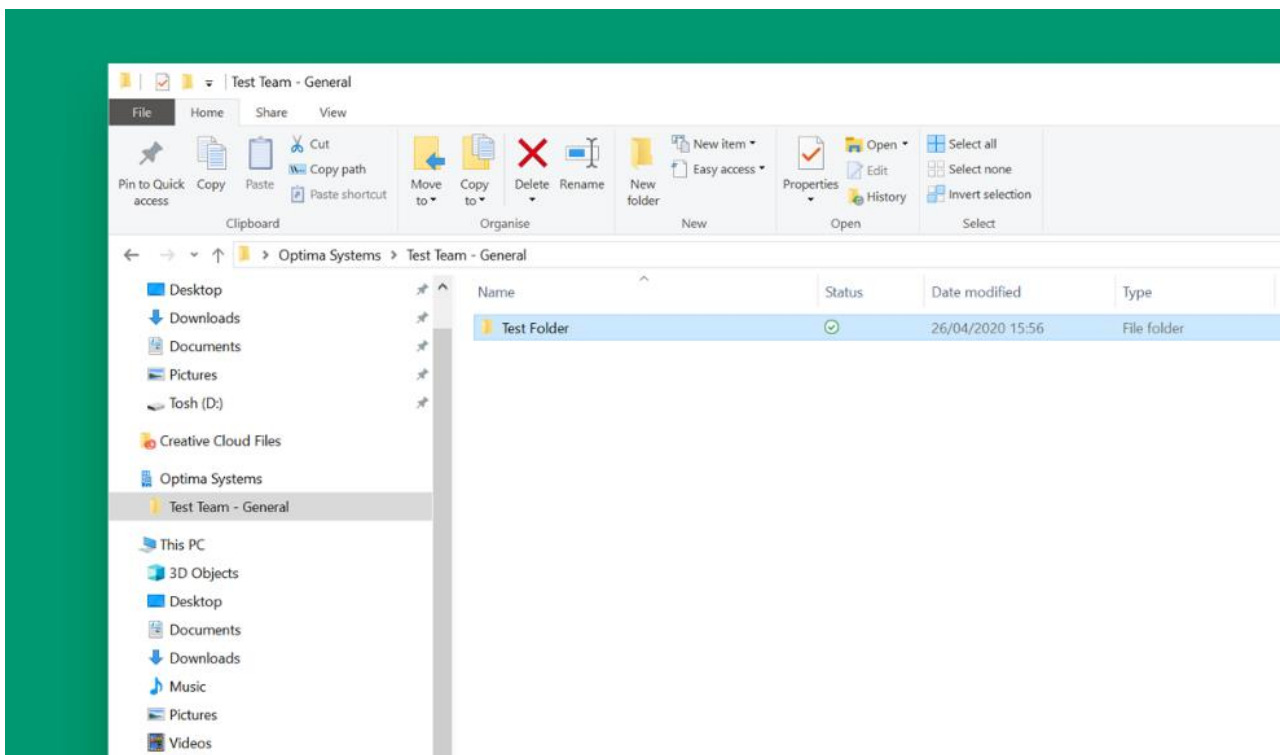 Test Team - General
File Home Share View
Pin to Quick access
Copy
Paste
Cut
Copy path
Paste shortcut
Clipboard
Move to
Copy to
Delete
Rename
Organise
New folder
New item
Easy access
New
Properties
Open
Edit
History
Open
Select all
Select none
Invert selection
Select
Optima Systems > Test Team - General
Name Status Date modified Type
Test Folder 26/04/2020 15:56 File folder
Desktop
Downloads
Documents
Pictures
Tosh (D:)
Creative Cloud Files
Optima Systems
Test Team - General
This PC
3D Objects
Desktop
Documents
Downloads
Music
Pictures
Videos